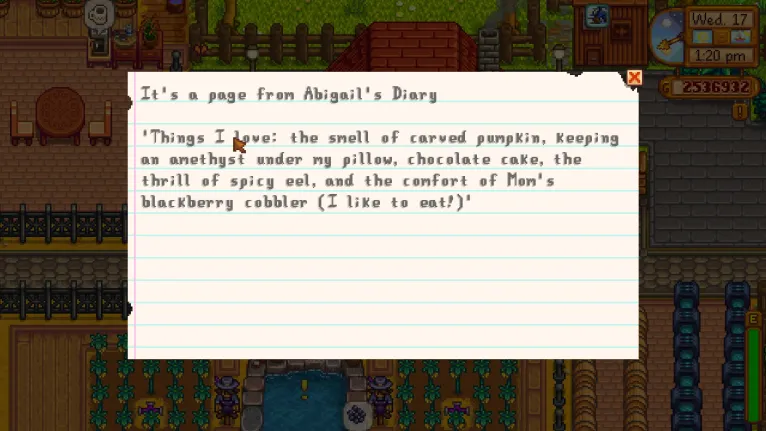 It's a page from Abigail's Diary
'Things I love: the smell of carved pumpkin, keeping
an amethyst under my pillow, chocolate cake, the
thrill of spicy eel, and the comfort of Mom's
blackberry cobbler (I like to eat!)'
Wed. 17
1:20 pm
G 2536932
E